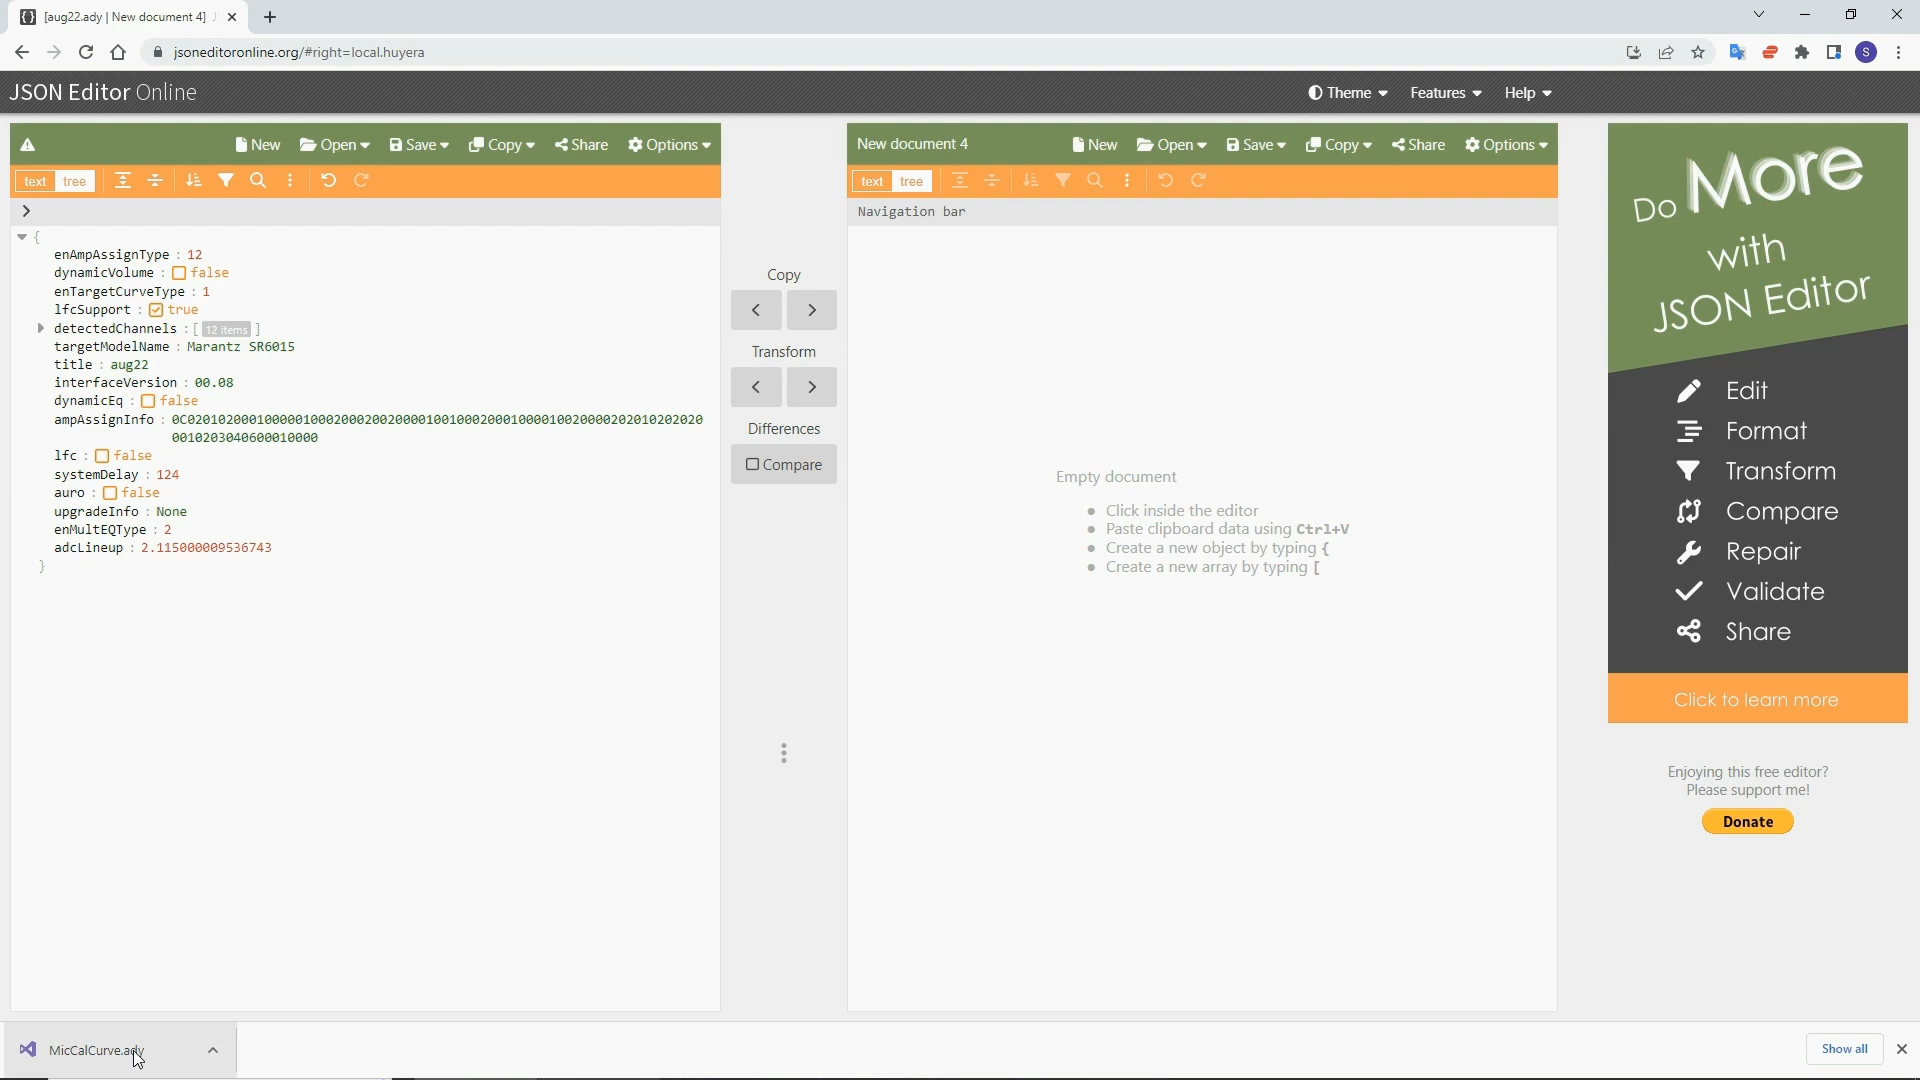 [aug22.ady | New document 4]
jsoneditoronline.org/#right=local.huyera
S
JSON Editor Online
Theme
Features
Help
New
Open
Save
Copy
Share
Options
text
tree
{
enAmpAssignType : 12
dynamicVolume : false
enTargetCurveType : 1
lfcSupport : true
detectedChannels : [ 12 items ]
targetModelName : Marantz SR6015
title : aug22
interfaceVersion : 00.08
dynamicEq : false
lfc : false
systemDelay : 124
auro : false
upgradeInfo : None
enMultEQType : 2
adcLineup : 2.115000009536743
}
Copy
Transform
Differences
Compare
New document 4
New
Open
Save
Copy
Share
Options
text
tree
Navigation bar
Empty document
Click inside the editor
Paste clipboard data using Ctrl+V
Create a new object by typing {
Create a new array by typing [
Do More
with
JSON Editor
Edit
Format
Transform
Compare
Repair
Validate
Share
Click to learn more
Enjoying this free editor?
Please support me!
Donate
MicCalCurve.ady
Show all